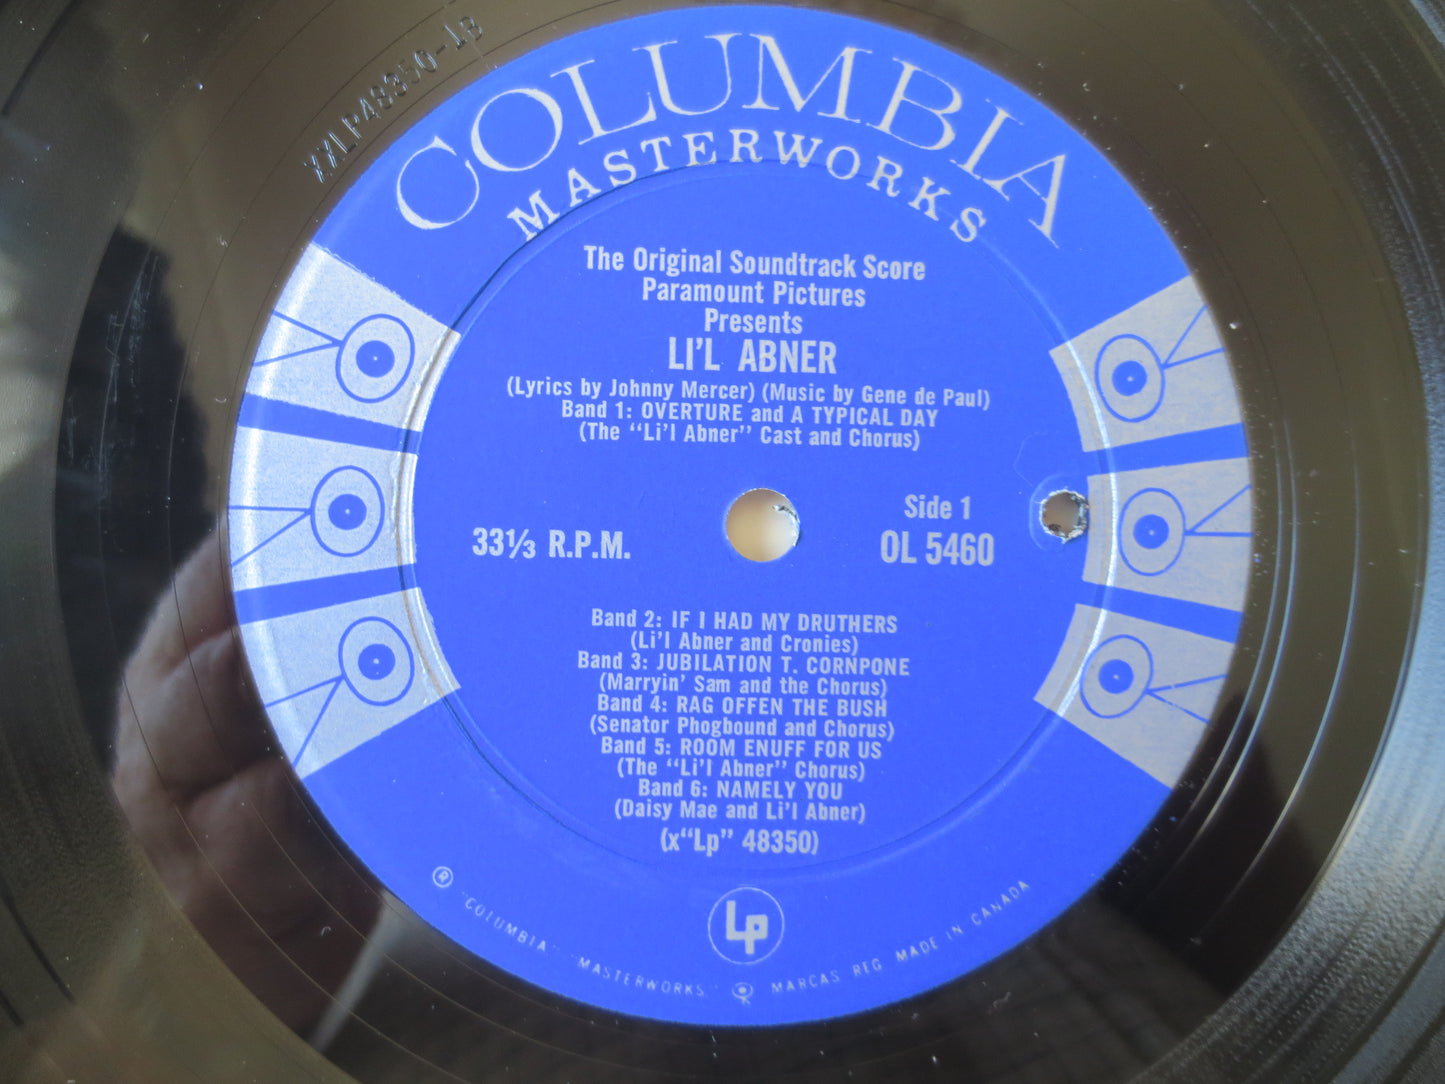 XXLP48350-1B
COLUMBIA
MASTERWORKS
The Original Soundtrack Score
Paramount Pictures
Presents
LI'L ABNER
(Lyrics by Johnny Mercer) (Music by Gene de Paul)
Band 1: OVERTURE and A TYPICAL DAY
(The "Li'l Abner" Cast and Chorus)
33⅓ R.P.M.
Side 1
OL 5460
Band 2: IF I HAD MY DRUTHERS
(Li'l Abner and Cronies)
Band 3: JUBILATION T. CORNPONE
(Marryin' Sam and the Chorus)
Band 4: RAG OFFEN THE BUSH
(Senator Phogbound and Chorus)
Band 5: ROOM ENUFF FOR US
(The "Li'l Abner" Chorus)
Band 6: NAMELY YOU
(Daisy Mae and Li'l Abner)
(x"Lp" 48350)
Lp
® "COLUMBIA" "MASTERWORKS" MARCAS REG MADE IN CANADA